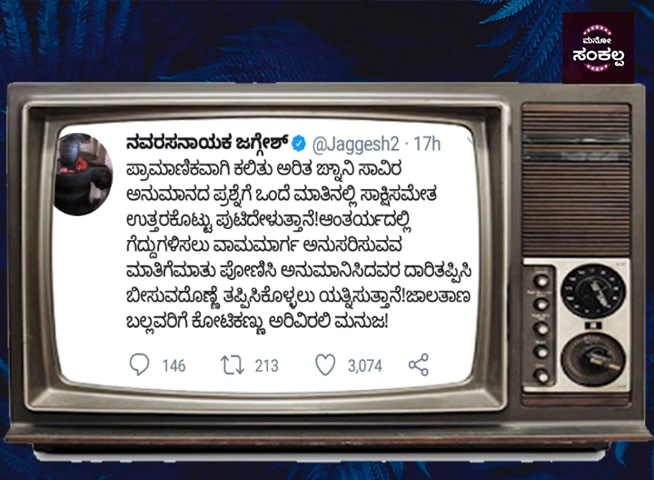 ಮನೋ
ಸಂಕಲ್ಪ
ನವರಸನಾಯಕ ಜಗ್ಗೇಶ್ @Jaggesh2 · 17h
ಪ್ರಾಮಾಣಿಕವಾಗಿ ಕಲಿತು ಅರಿತ ಜ್ಞಾನಿ ಸಾವಿರ
ಅನುಮಾನದ ಪ್ರಶ್ನೆಗೆ ಒಂದೆ ಮಾತಿನಲ್ಲಿ ಸಾಕ್ಷಿಸಮೇತ
ಉತ್ತರಕೊಟ್ಟು ಪುಟಿದೇಳುತ್ತಾನೆ!ಆಂತರ್ಯದಲ್ಲಿ
ಗೆದ್ದುಗಳಿಸಲು ವಾಮಮಾರ್ಗ ಅನುಸರಿಸುವವ
ಮಾತಿಗೆಮಾತು ಪೋಣಿಸಿ ಅನುಮಾನಿಸಿದವರ ದಾರಿತಪ್ಪಿಸಿ
ಬೀಸುವದೊಣ್ಣೆ ತಪ್ಪಿಸಿಕೊಳ್ಳಲು ಯತ್ನಿಸುತ್ತಾನೆ!ಜಾಲತಾಣ
ಬಲ್ಲವರಿಗೆ ಕೋಟಿಕಣ್ಣು ಅರಿವಿರಲಿ ಮನುಜ!
146 213 3,074